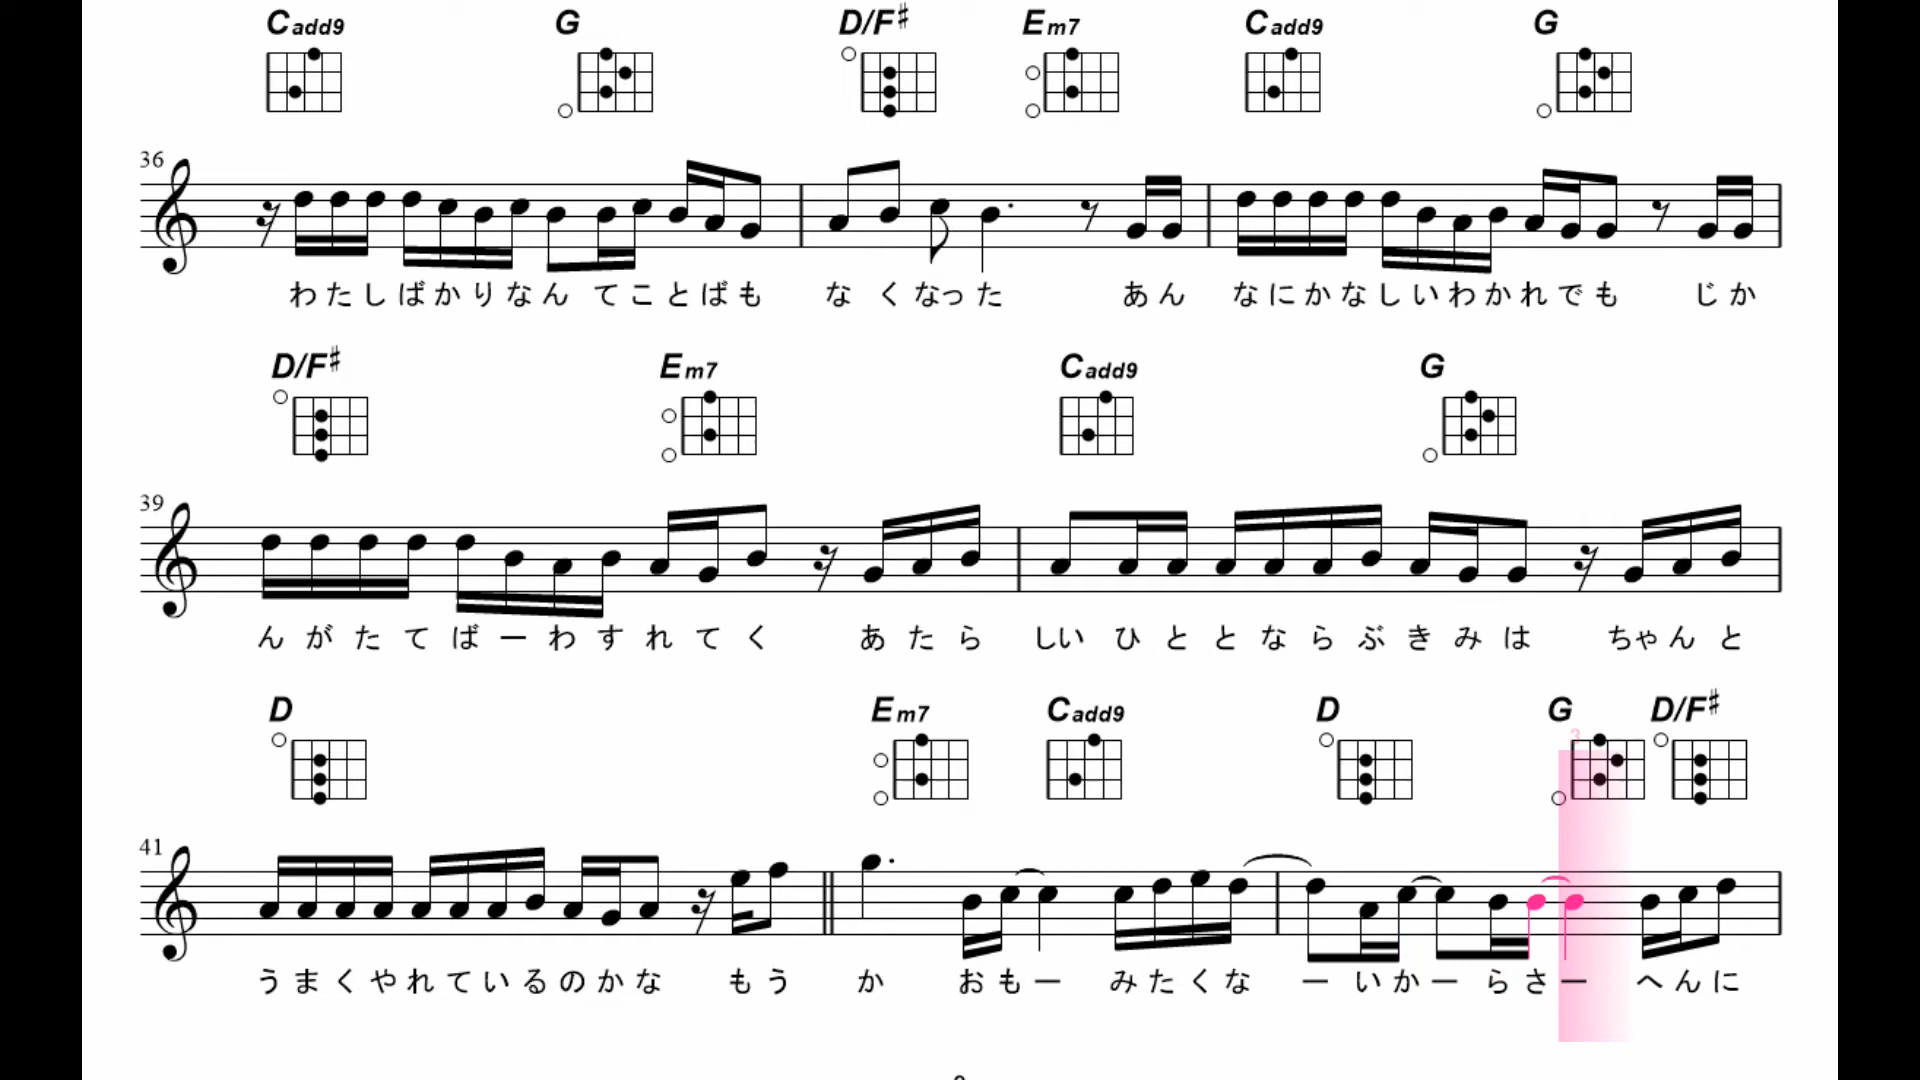 Cadd9 G D/F♯ Em7 Cadd9 G
36
わたしばかりなん てことばも なくなった あん なにかなしいわかれでも じか
D/F♯ Em7 Cadd9 G
39
んがたてばーわすれてく あたら しい ひととならぶきみは ちゃんと
D Em7 Cadd9 D G D/F♯
3
41
うまくやれているのかな もう か おもー みたくな ーいかーらさー へんに